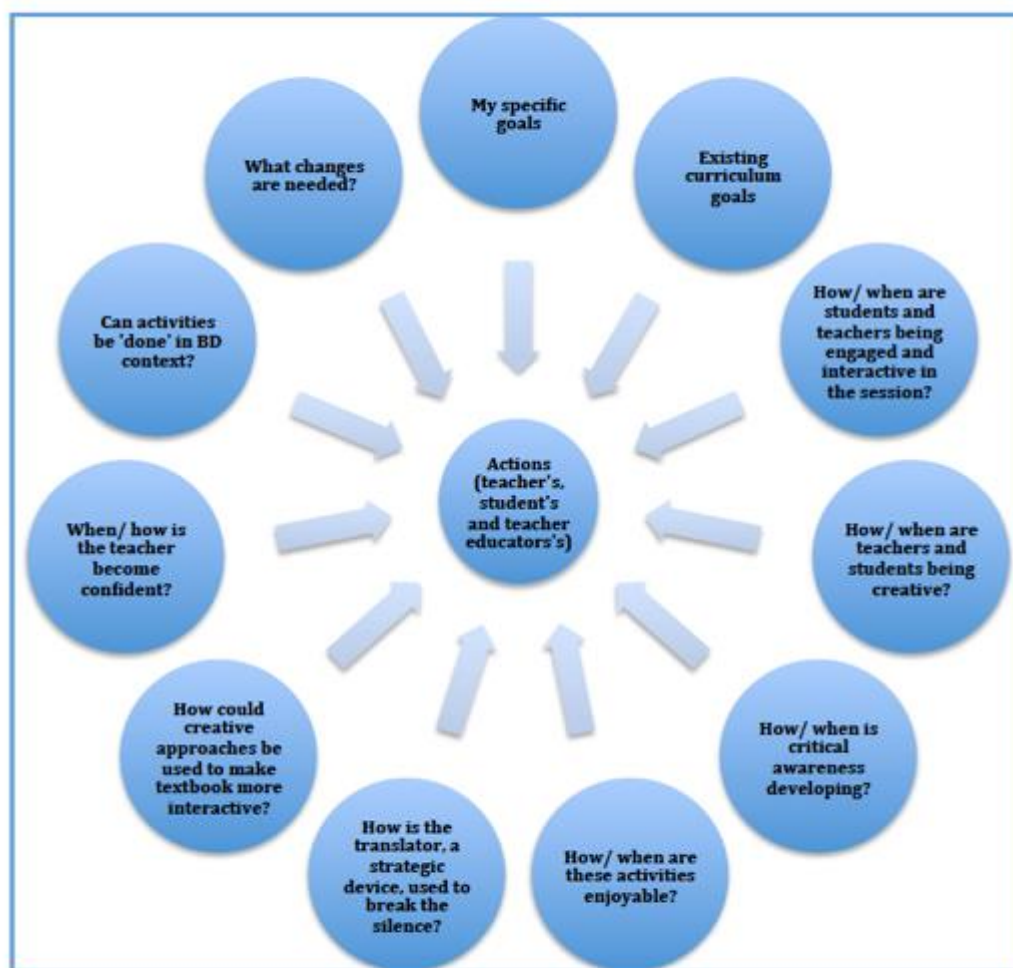 My specific
goals
Existing
curriculum
goals
How/ when are
students and
teachers being
engaged and
interactive in
the session?
How/ when are
teachers and
students being
creative?
How/ when is
critical
awareness
developing?
How/ when are
these activities
enjoyable?
How is the
translator, a
strategic
device, used to
break the
silence?
How could
creative
approaches be
used to make
textbook more
interactive?
When/ how is
the teacher
become
confident?
Can activities
be 'done' in BD
context?
What changes
are needed?
Actions
(teacher's,
student's
and teacher
educators's)